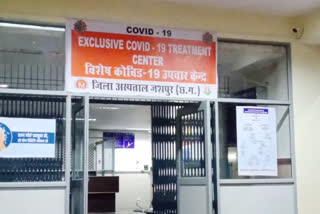 COVID - 19
EXCLUSIVE COVID - 19 TREATMENT
CENTER
विशेष कोविड-19 उपचार केन्द्र
जिला अस्पताल जशपुर (छ.ग.)